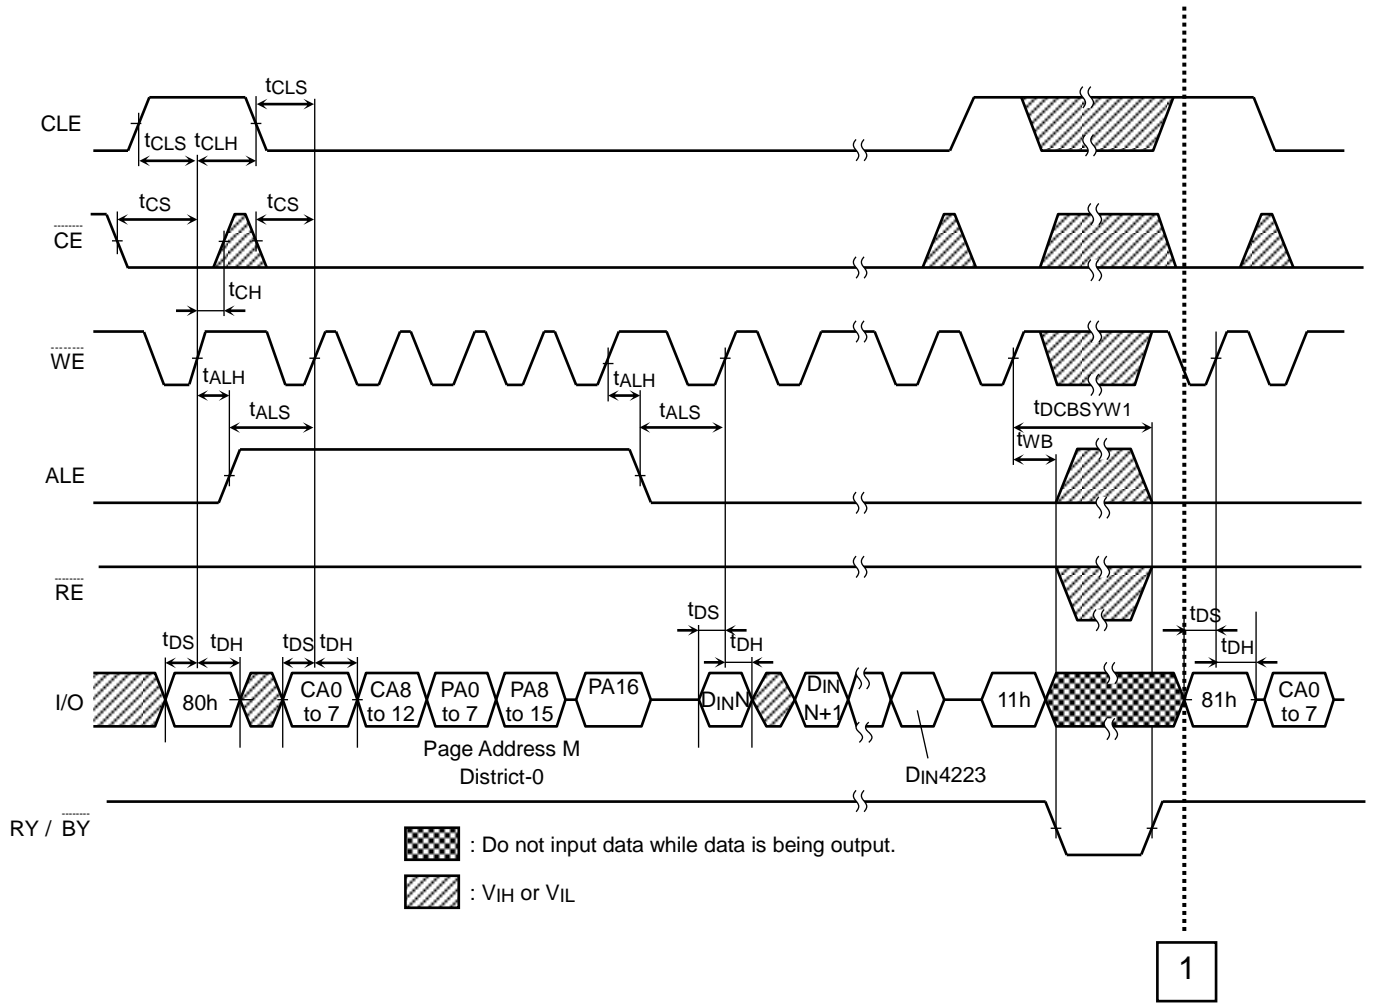 tCLS
CLE
tCLS tCLH
tCS tCS
CE
tCH
WE
tALH tALH
tALS tALS tDCBSYW1
tWB
ALE
RE
tDS tDS
tDS tDH tDS tDH tDH tDH
I/O 80h CA0 to 7 CA8 to 12 PA0 to 7 PA8 to 15 PA16 DINN DIN N+1 11h 81h CA0 to 7
Page Address M
District-0
DIN4223
RY / BY
: Do not input data while data is being output.
: VIH or VIL
1